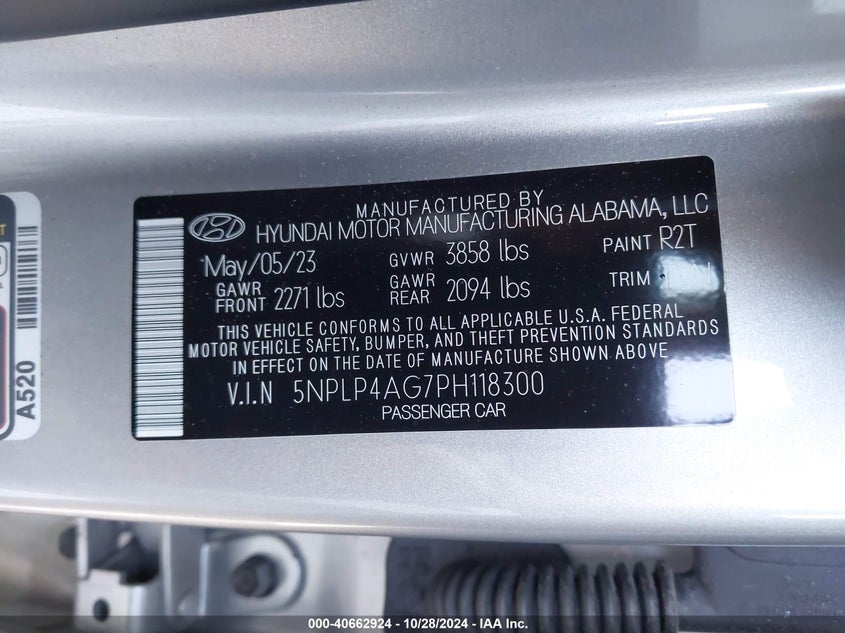 MANUFACTURED BY
HYUNDAI MOTOR MANUFACTURING ALABAMA, LLC
May/05/23 GVWR 3858 lbs PAINT R2T
GAWR FRONT 2271 lbs GAWR REAR 2094 lbs TRIM
THIS VEHICLE CONFORMS TO ALL APPLICABLE U.S.A. FEDERAL
MOTOR VEHICLE SAFETY, BUMPER, AND THEFT PREVENTION STANDARDS
IN EFFECT ON THE DATE OF MANUFACTURE SHOWN ABOVE
V.I.N 5NPLP4AG7PH118300
PASSENGER CAR
A520
000-40662924 | 10/28/2024 - IAA Inc.